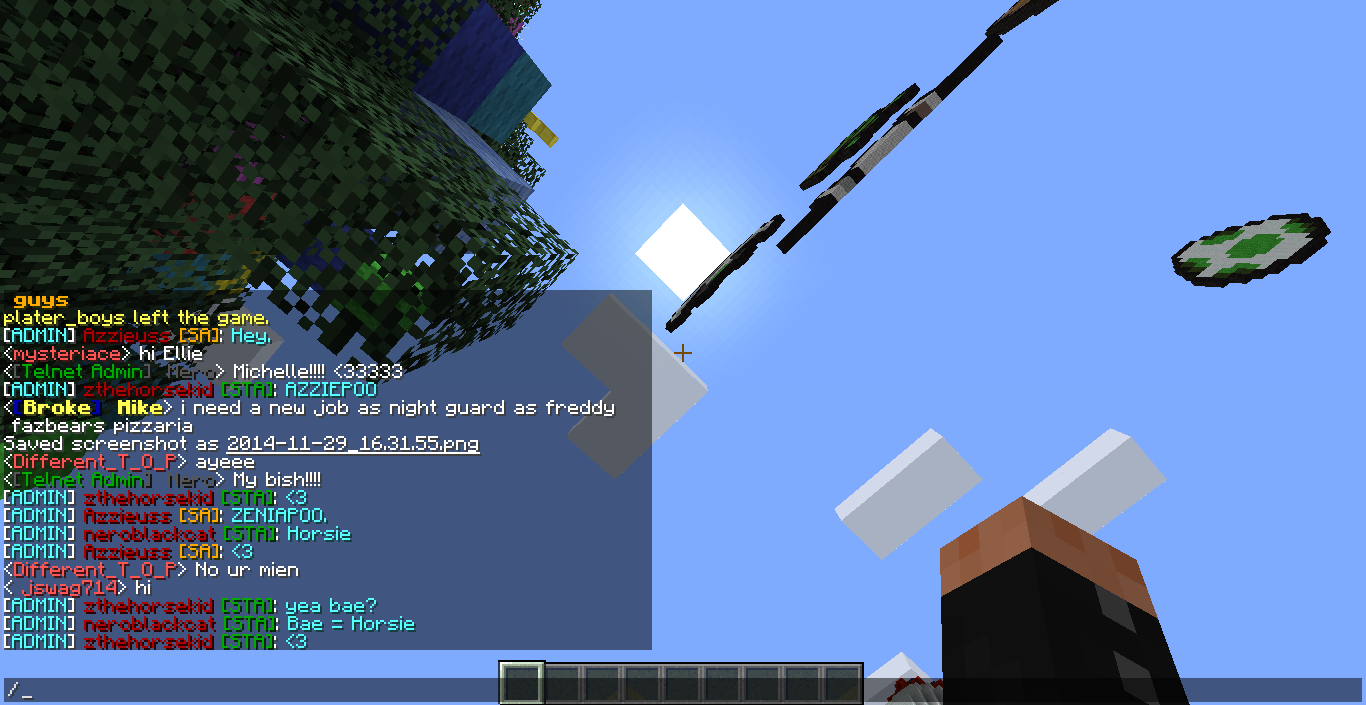 guys
plater_boys left the game.
[ADMIN] Azzieuss [SA]: Hey.
<mysteriace> hi Ellie
<[Telnet Admin] Nero> Michelle!!!! <33333
[ADMIN] zthehorsekid [STA]: AZZIEPOO
<[Broke] Mike> i need a new job as night guard as freddy
fazbears pizzaria
Saved screenshot as 2014-11-29_16.31.55.png
<Different_T_O_P> ayeee
<[Telnet Admin] Nero> My bish!!!!
[ADMIN] zthehorsekid [STA]: <3
[ADMIN] Azzieuss [SA]: ZENIAPOO.
[ADMIN] neroblackcat [STA]: Horsie
[ADMIN] Azzieuss [SA]: <3
<Different_T_O_P> No ur mien
<_jswag714> hi
[ADMIN] zthehorsekid [STA]: yea bae?
[ADMIN] neroblackcat [STA]: Bae = Horsie
[ADMIN] zthehorsekid [STA]: <3
/_